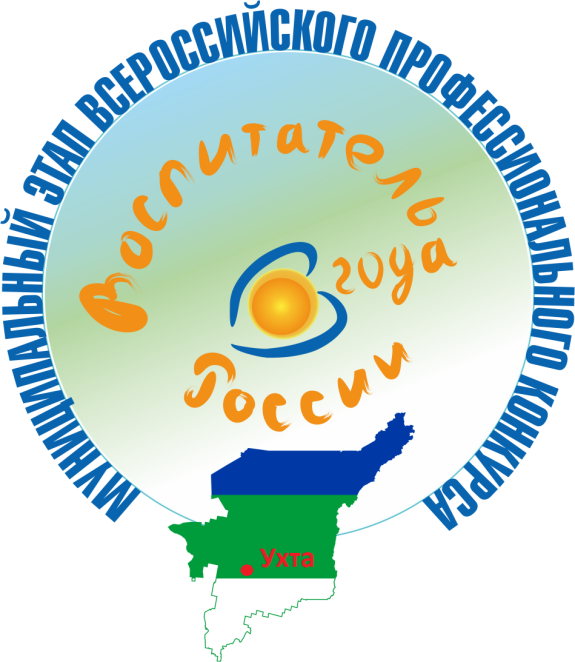 МУНИЦИПАЛЬНЫЙ ЭТАП ВСЕРОССИЙСКОГО ПРОФЕССИОНАЛЬНОГО КОНКУРСА
Воспитатель
года
России
Ухта